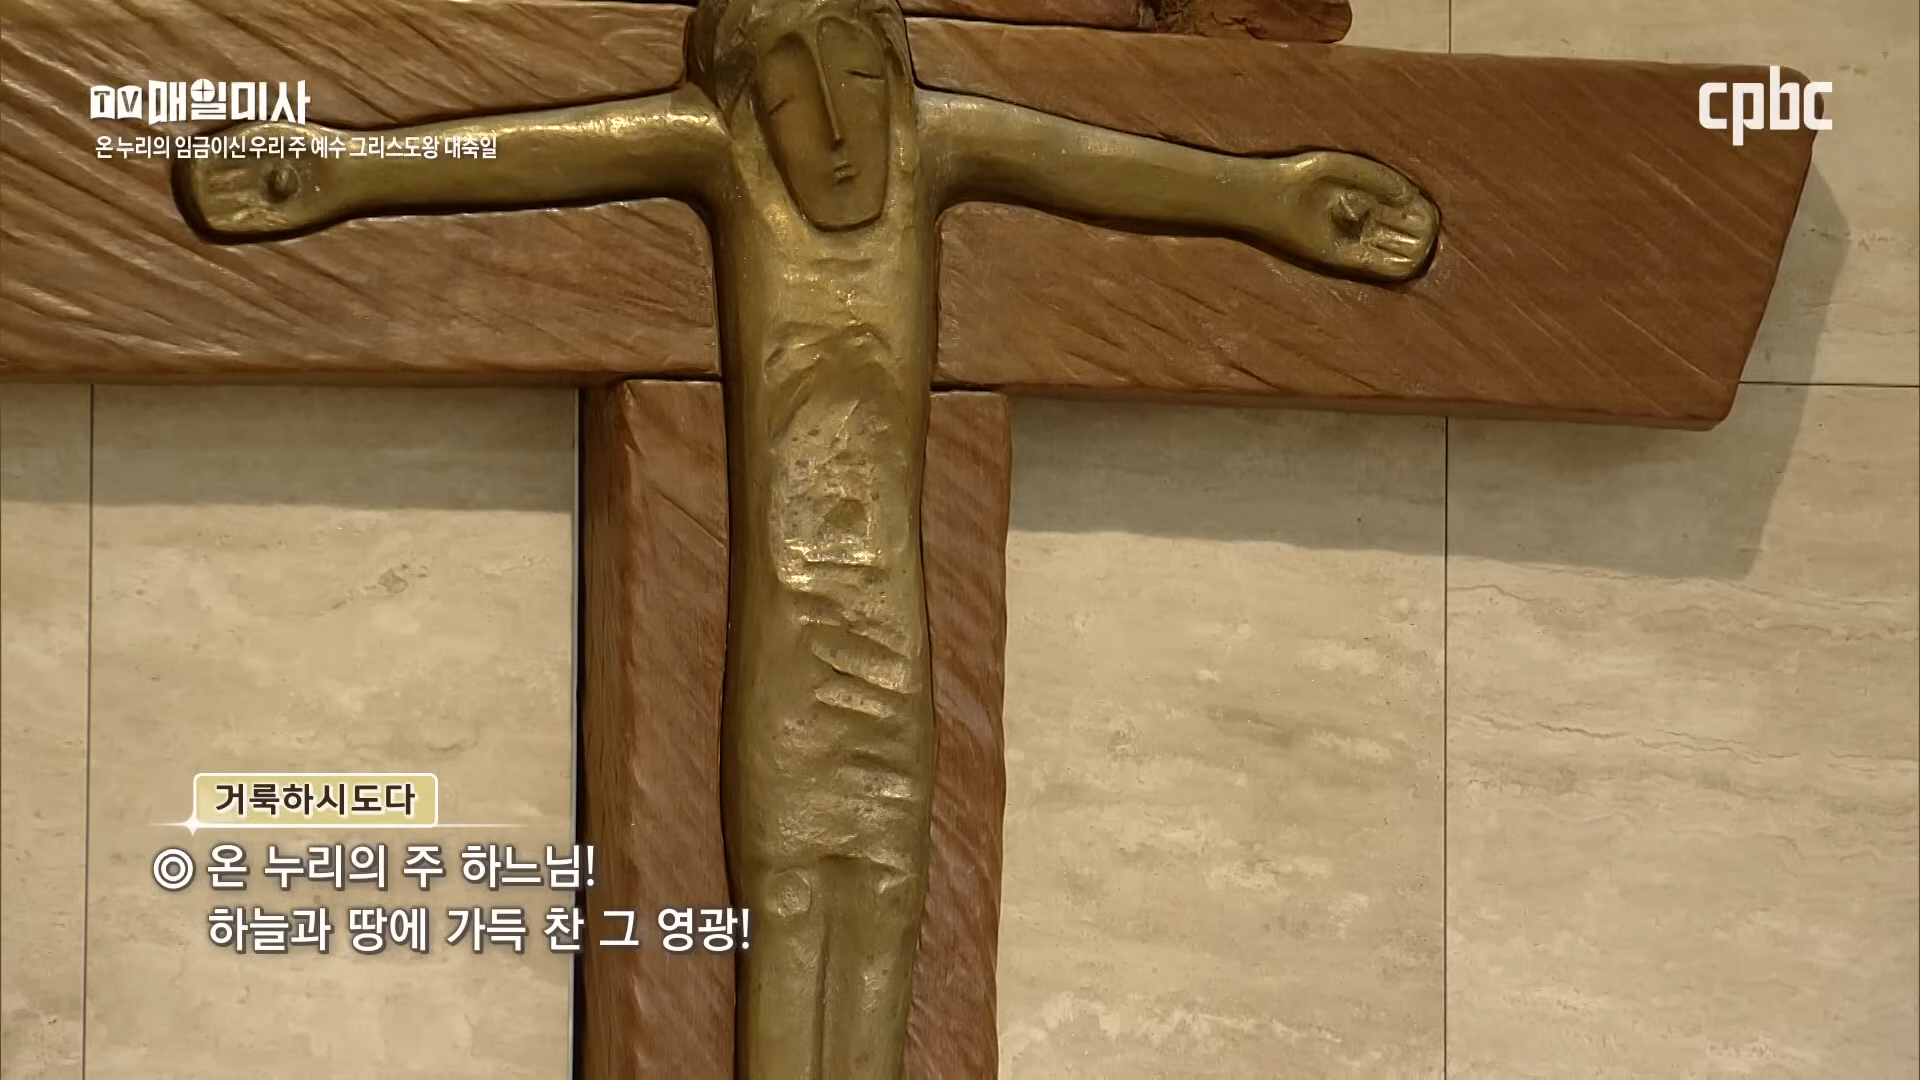 TV매일미사
온 누리의 임금이신 우리 주 예수 그리스도왕 대축일
cpbc
거룩하시도다
◎ 온 누리의 주 하느님!
하늘과 땅에 가득 찬 그 영광!